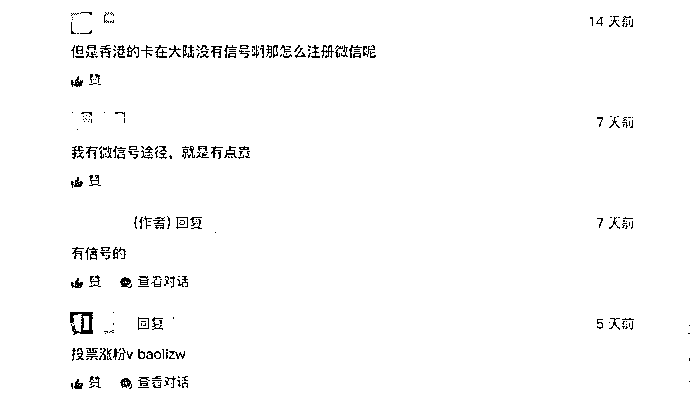 14 天前
但是香港的卡在大陆没有信号啊那怎么注册微信呢
赞
7 天前
我有微信号途径，就是有点贵
赞
(作者) 回复
7 天前
有信号的
赞 查看对话
回复
5 天前
投票涨粉v baolizw
赞 查看对话